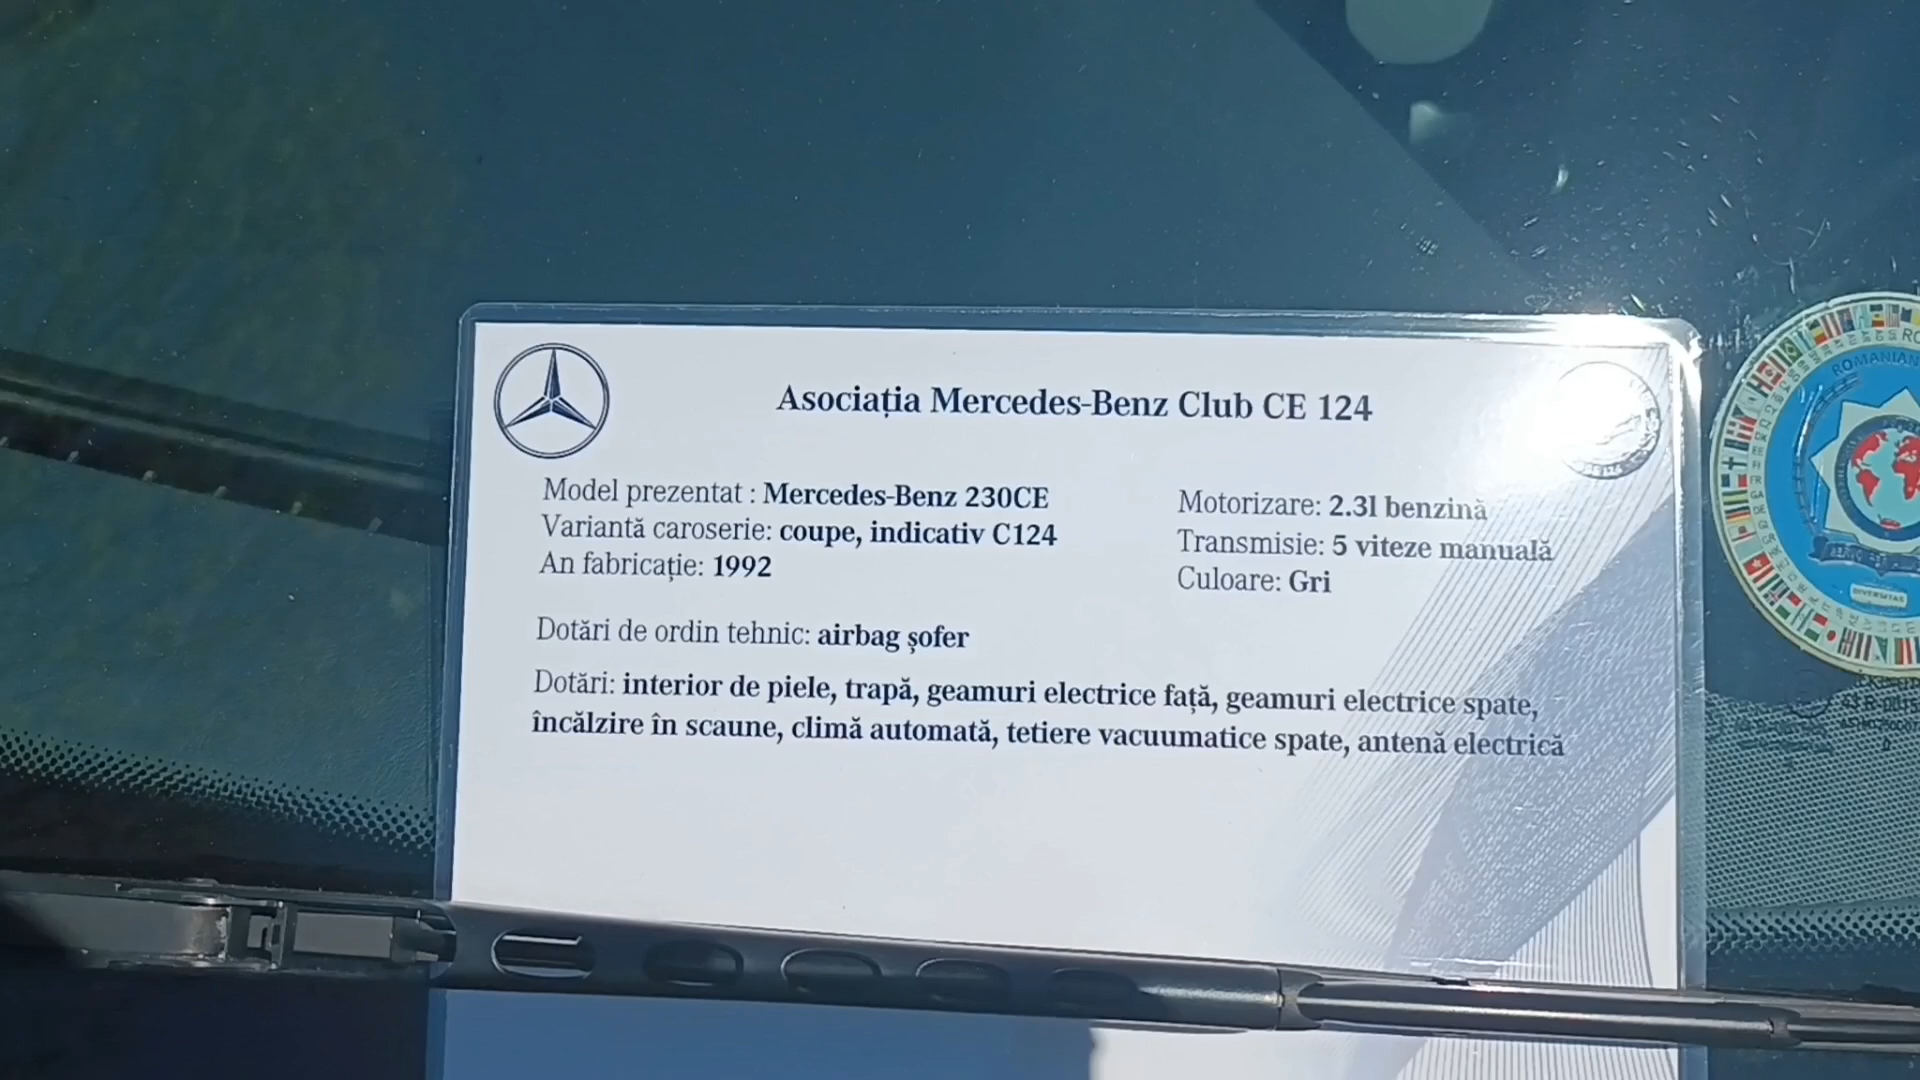 Asociația Mercedes-Benz Club CE 124
Model prezentat : Mercedes-Benz 230CE
Variantă caroserie: coupe, indicativ C124
An fabricație: 1992
Motorizare: 2.3l benzină
Transmisie: 5 viteze manuală
Culoare: Gri
Dotări de ordin tehnic: airbag șofer
Dotări: interior de piele, trapă, geamuri electrice față, geamuri electrice spate,
încălzire în scaune, climă automată, tetiere vacuumatice spate, antenă electrică
ROMANIAN
DIVERSITAS